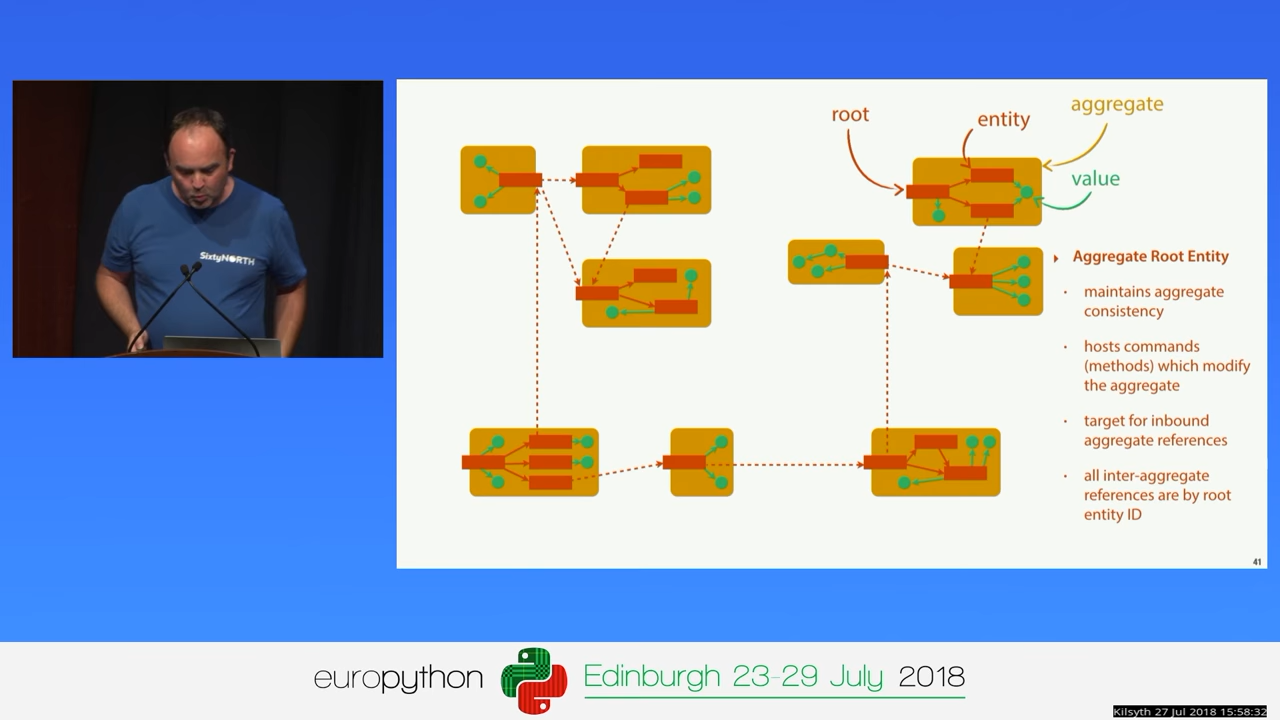 SixtyNORTH
root
entity
aggregate
value
Aggregate Root Entity
maintains aggregate
consistency
hosts commands
(methods) which modify
the aggregate
target for inbound
aggregate references
all inter-aggregate
references are by root
entity ID
41
europython
Edinburgh 23-29 July 2018
Kilsyth 27 Jul 2018 15:58:32